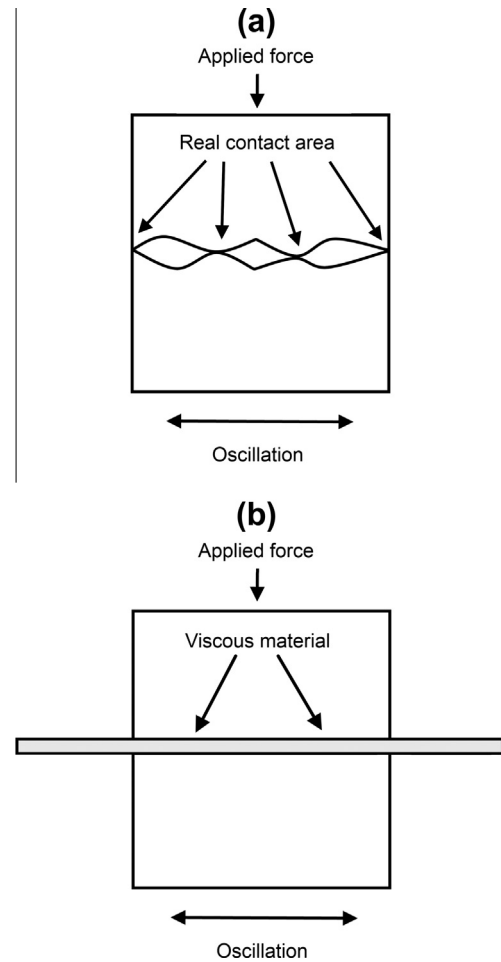 (a)
Applied force
Real contact area
Oscillation
(b)
Applied force
Viscous material
Oscillation